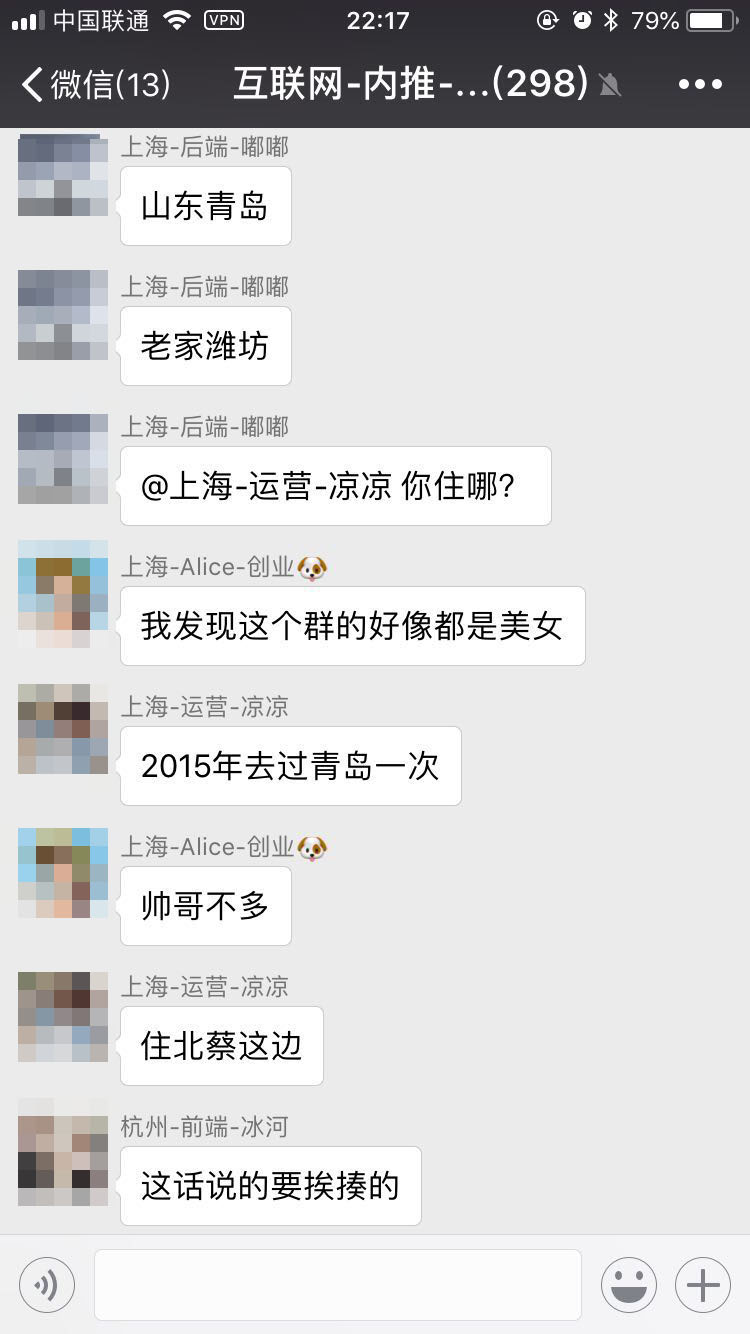 中国联通 VPN 22:17 79%
微信(13) 互联网-内推-...(298)
上海-后端-嘟嘟
山东青岛
上海-后端-嘟嘟
老家潍坊
上海-后端-嘟嘟
@上海-运营-凉凉 你住哪?
上海-Alice-创业🐶
我发现这个群的好像都是美女
上海-运营-凉凉
2015年去过青岛一次
上海-Alice-创业🐶
帅哥不多
上海-运营-凉凉
住北蔡这边
杭州-前端-冰河
这话说的要挨揍的